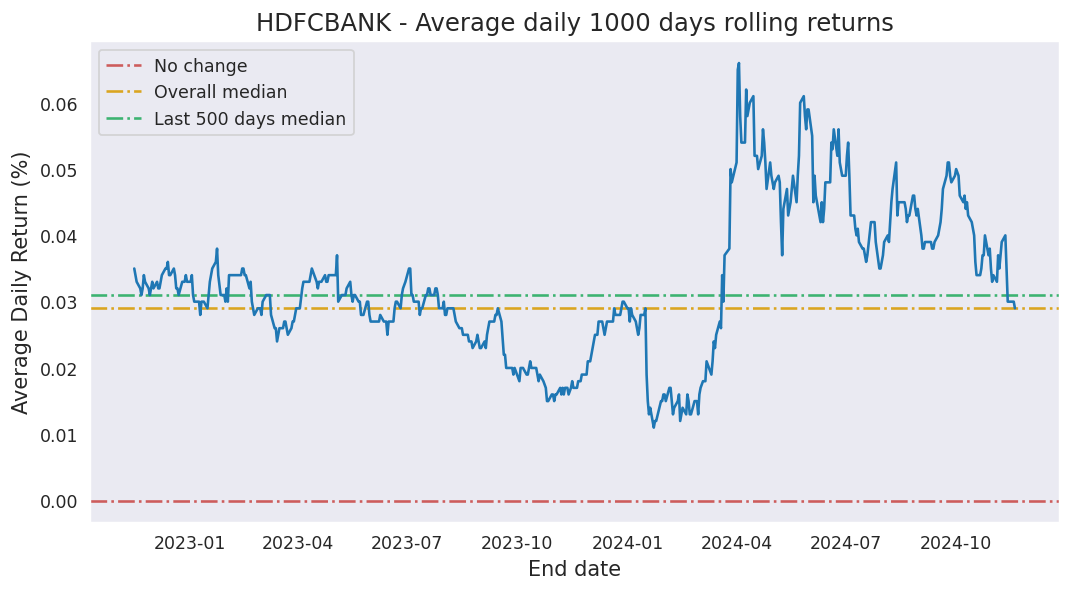 HDFCBANK - Average daily 1000 days rolling returns
No change
Overall median
Last 500 days median
Average Daily Return (%)
0.06
0.05
0.04
0.03
0.02
0.01
0.00
2023-01 2023-04 2023-07 2023-10 2024-01 2024-04 2024-07 2024-10
End date